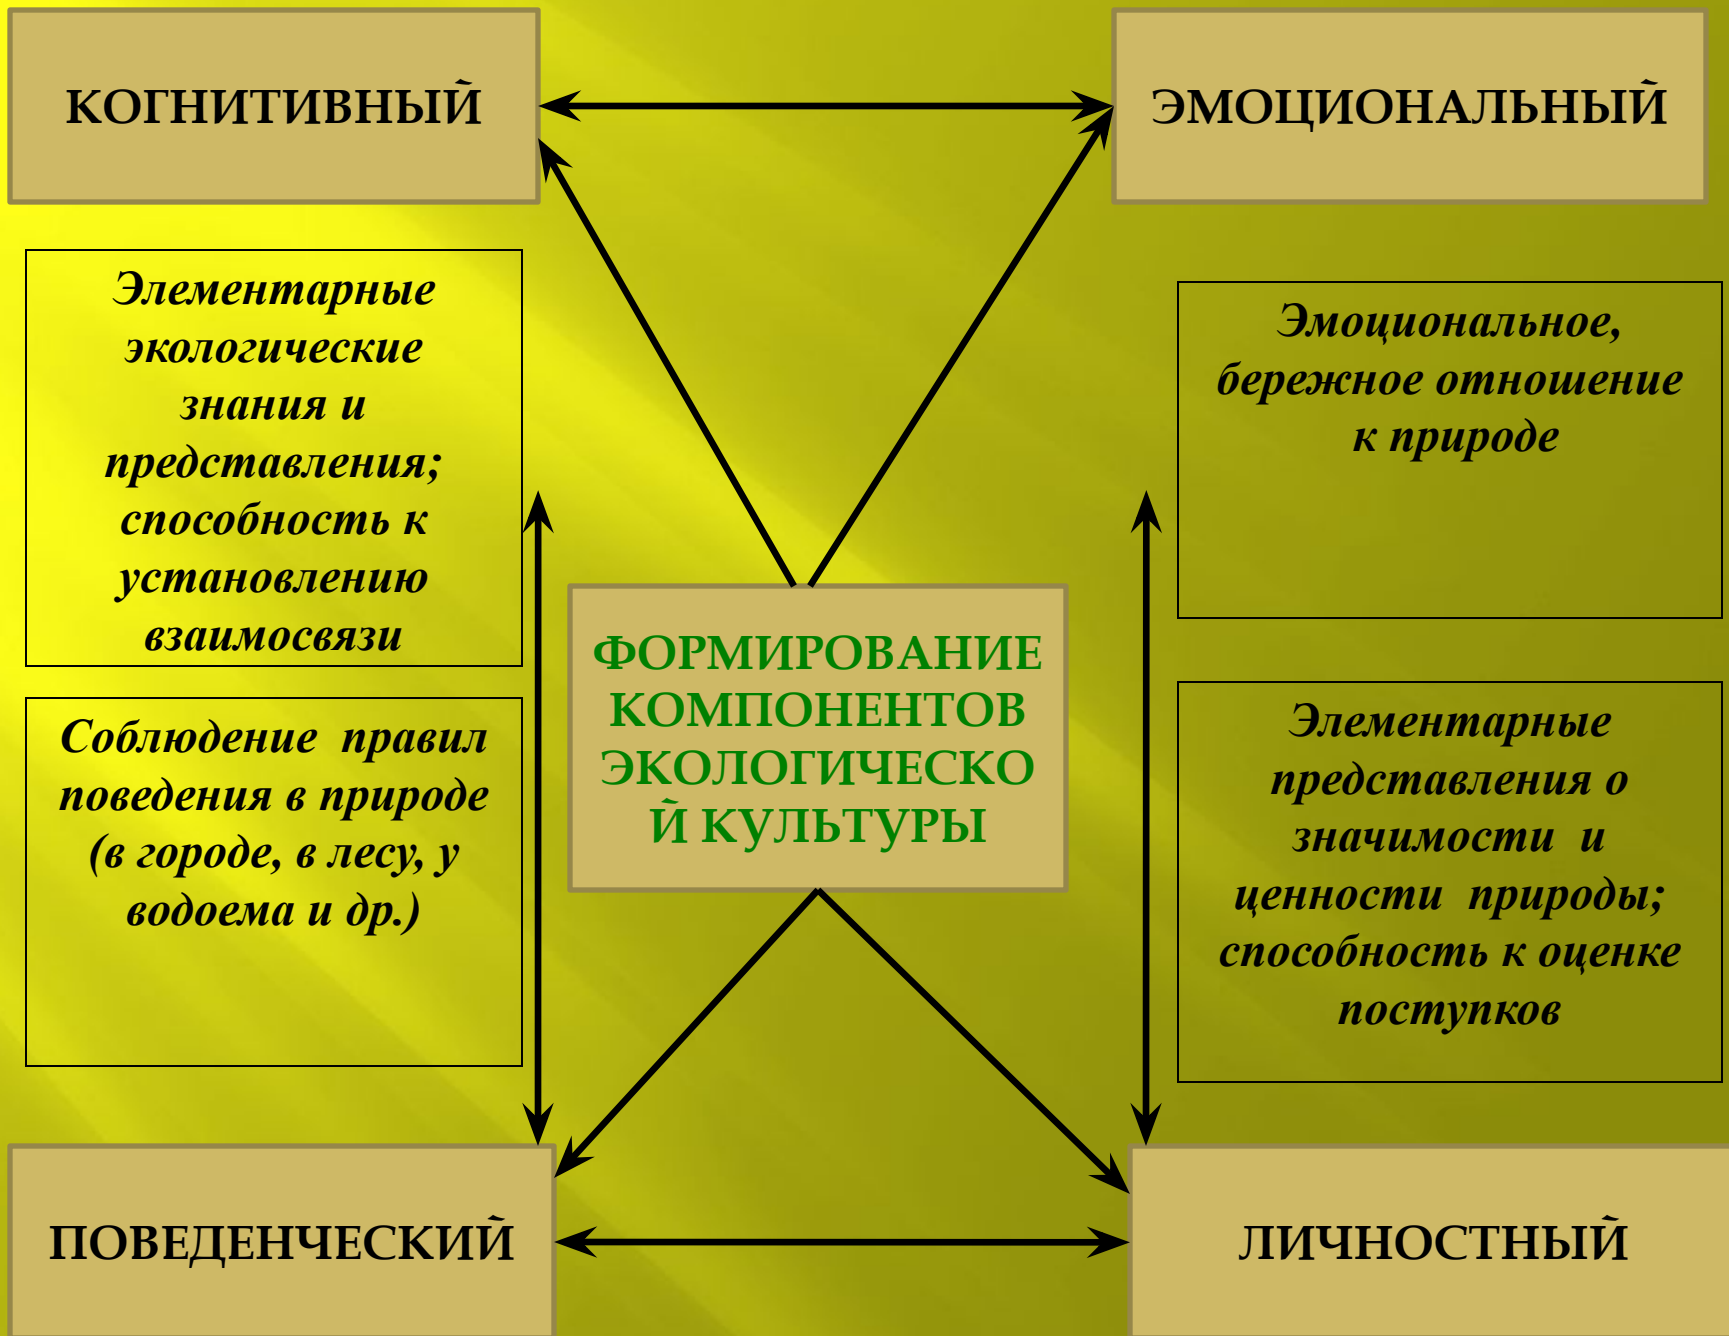 КОГНИТИВНЫЙ
ЭМОЦИОНАЛЬНЫЙ
Элементарные
экологические
знания и
представления;
способность к
установлению
взаимосвязи
Эмоциональное,
бережное отношение
к природе
ФОРМИРОВАНИЕ
КОМПОНЕНТОВ
ЭКОЛОГИЧЕСКО
Й КУЛЬТУРЫ
Соблюдение правил
поведения в природе
(в городе, в лесу, у
водоема и др.)
Элементарные
представления о
значимости и
ценности природы;
способность к оценке
поступков
ПОВЕДЕНЧЕСКИЙ
ЛИЧНОСТНЫЙ